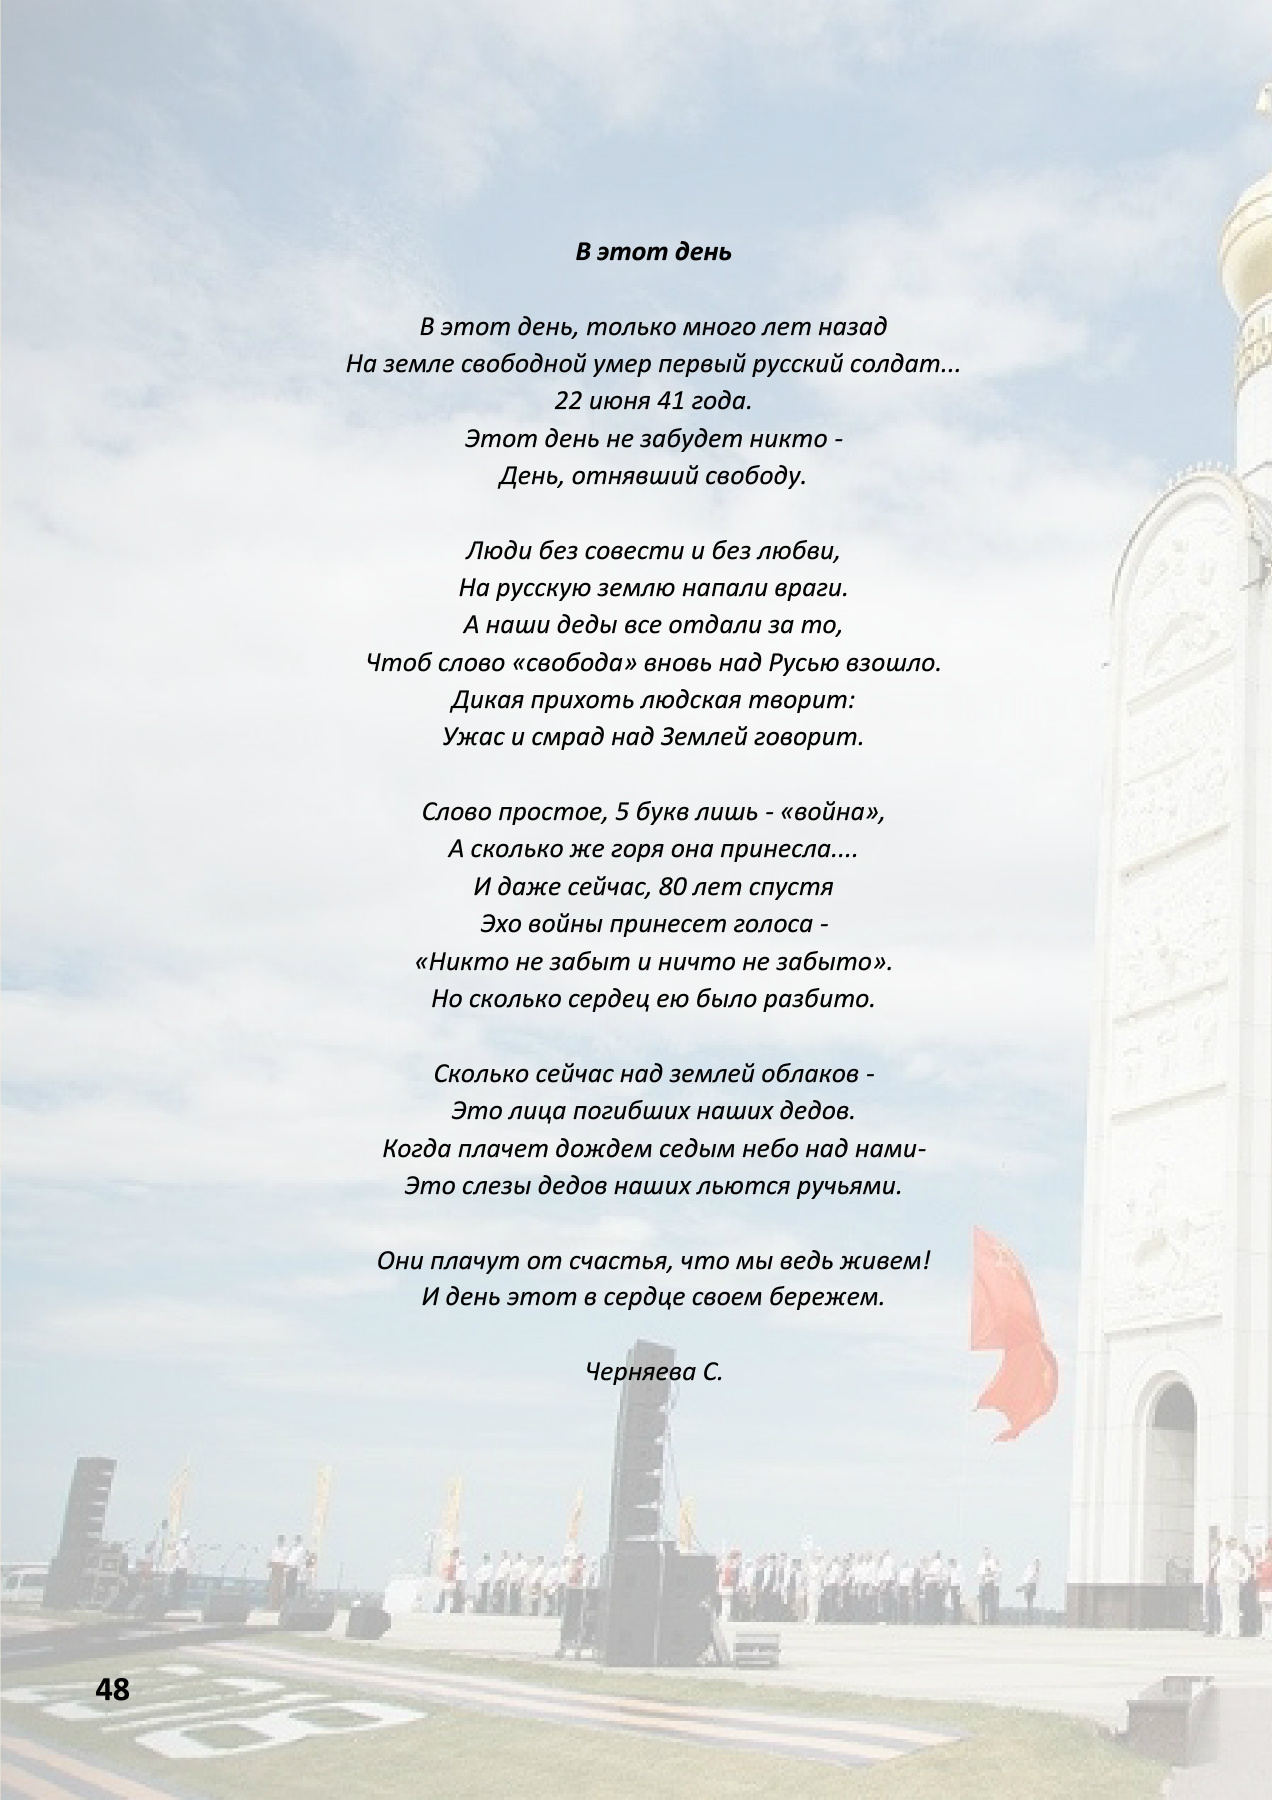 В этот день
В этот день, только много лет назад
На земле свободной умер первый русский солдат...
22 июня 41 года.
Этот день не забудет никто -
День, отнявший свободу.
Люди без совести и без любви,
На русскую землю напали враги.
А наши деды все отдали за то,
Чтоб слово «свобода» вновь над Русью взошло.
Дикая прихоть людская творит:
Ужас и смрад над Землей говорит.
Слово простое, 5 букв лишь - «война»,
А сколько же горя она принесла....
И даже сейчас, 80 лет спустя
Эхо войны принесет голоса -
«Никто не забыт и ничто не забыто».
Но сколько сердец ею было разбито.
Сколько сейчас над землей облаков -
Это лица погибших наших дедов.
Когда плачет дождем седым небо над нами-
Это слезы дедов наших льются ручьями.
Они плачут от счастья, что мы ведь живем!
И день этот в сердце своем бережем.
Черняева С.
48